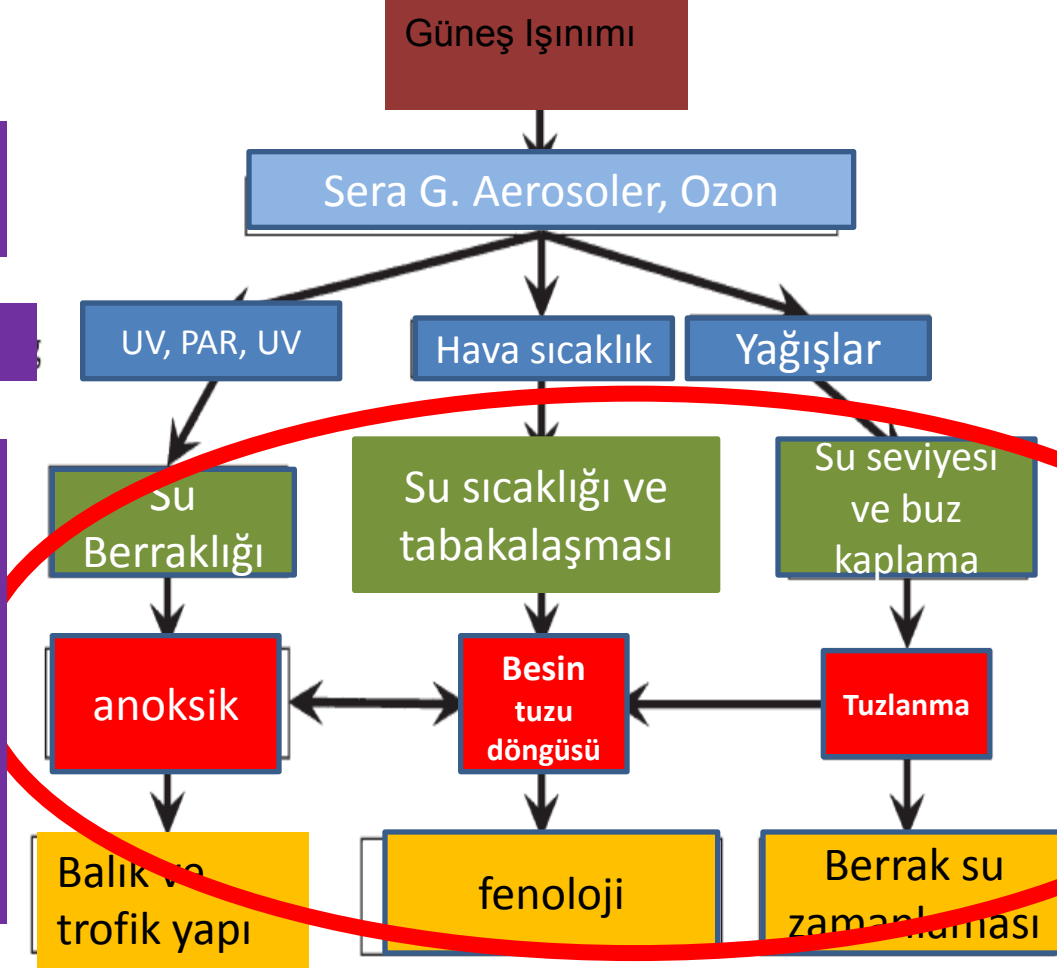 Güneş Işınımı
Sera G. Aerosoler, Ozon
UV, PAR, UV
Hava sıcaklık
Yağışlar
Su
Berraklığı
Su sıcaklığı ve
tabakalaşması
Su seviyesi
ve buz
kaplama
anoksik
Besin
tuzu
döngüsü
Tuzlanma
Balık ve
trofik yapı
fenoloji
Berrak su
zamanlaması